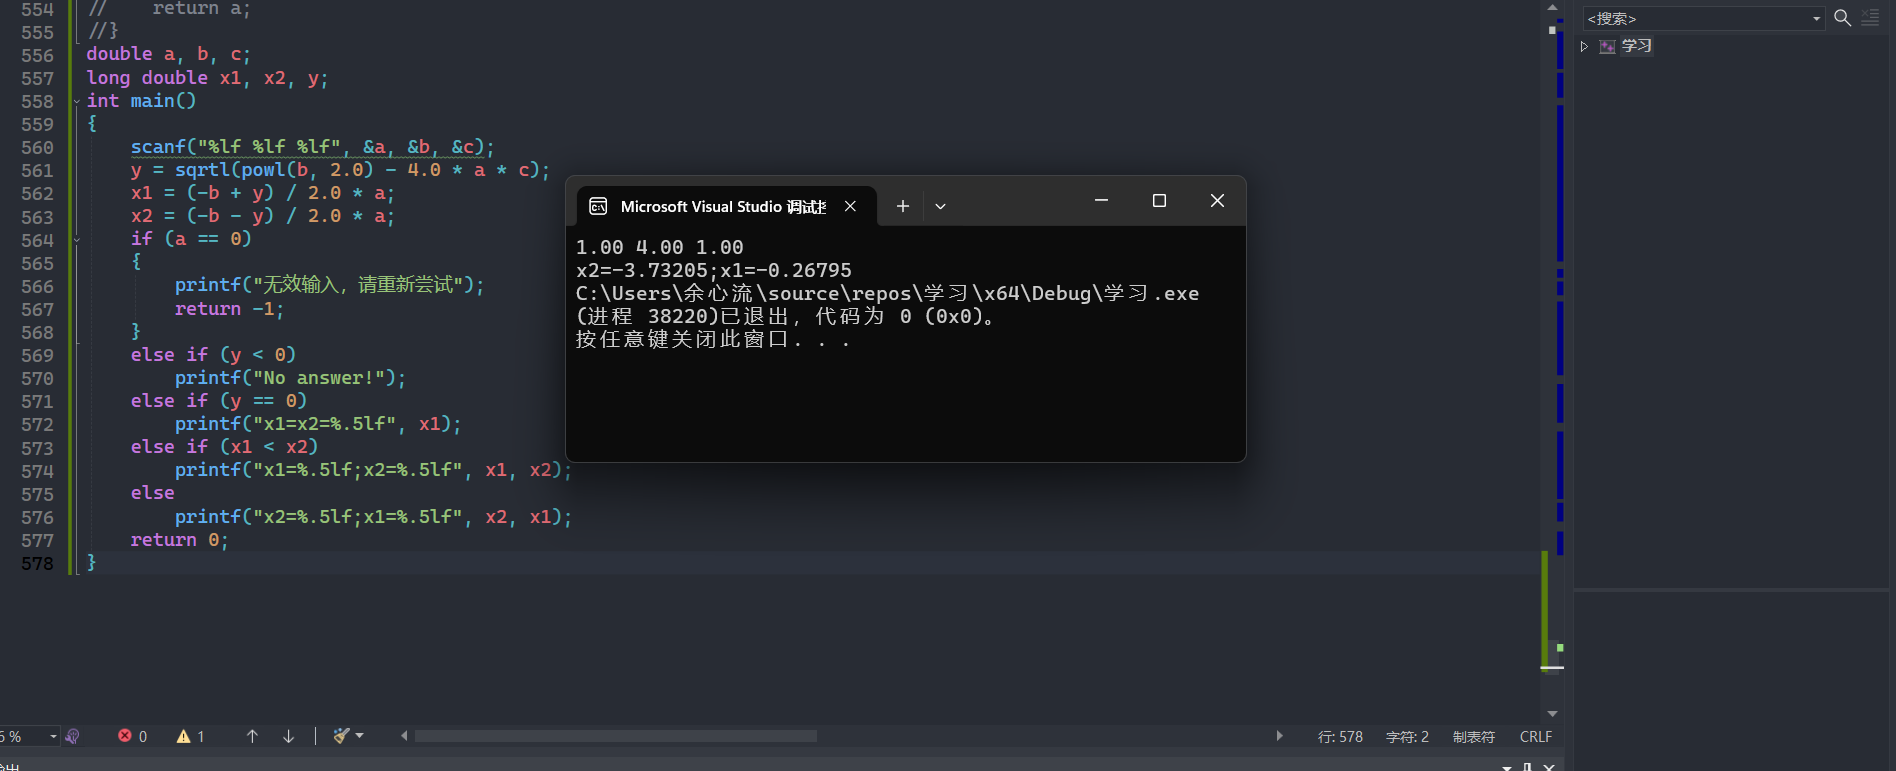 554 //    return a;
555 //}
556 double a, b, c;
557 long double x1, x2, y;
558 int main()
559 {
560     scanf("%lf %lf %lf", &a, &b, &c);
561     y = sqrtl(powl(b, 2.0) - 4.0 * a * c);
562     x1 = (-b + y) / 2.0 * a;
563     x2 = (-b - y) / 2.0 * a;
564     if (a == 0)
565     {
566         printf("无效输入，请重新尝试");
567         return -1;
568     }
569     else if (y < 0)
570         printf("No answer!");
571     else if (y == 0)
572         printf("x1=x2=%.5lf", x1);
573     else if (x1 < x2)
574         printf("x1=%.5lf;x2=%.5lf", x1, x2);
575     else
576         printf("x2=%.5lf;x1=%.5lf", x2, x1);
577     return 0;
578 }
Microsoft Visual Studio 调试
1.00 4.00 1.00
x2=-3.73205;x1=-0.26795
C:\Users\余心流\source\repos\学习\x64\Debug\学习.exe
(进程 38220)已退出，代码为 0 (0x0)。
按任意键关闭此窗口. . .
<搜索>
学习
% 0 1 行: 578 字符: 2 制表符 CRLF